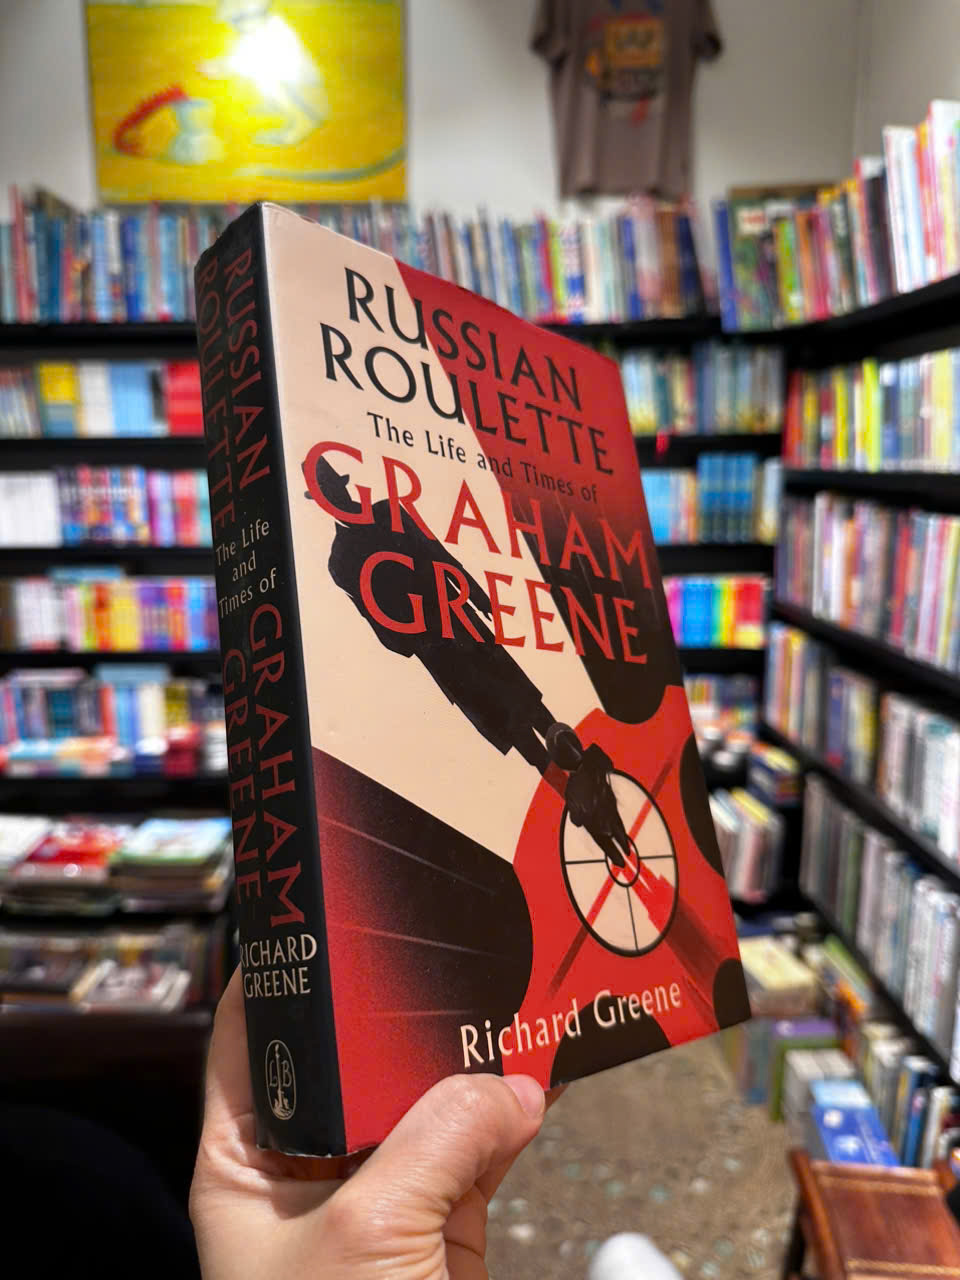 RUSSIAN
ROULETTE
The Life and Times of
GRAHAM
GREENE
Richard Greene
RUSSIAN
ROULETTE
The Life
and
Times of
GRAHAM
GREENE
RICHARD
GREENE
LB